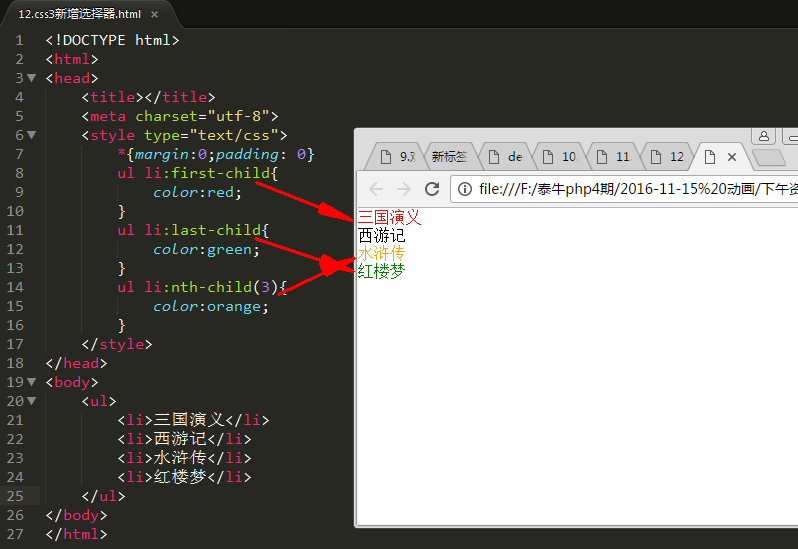 12.css3新增选择器.html ×
1 <!DOCTYPE html>
2 <html>
3 <head>
4 <title></title>
5 <meta charset="utf-8">
6 <style type="text/css">
7 *{margin:0;padding: 0}
8 ul li:first-child{
9 color:red;
10 }
11 ul li:last-child{
12 color:green;
13 }
14 ul li:nth-child(3){
15 color:orange;
16 }
17 </style>
18 </head>
19 <body>
20 <ul>
21 <li>三国演义</li>
22 <li>西游记</li>
23 <li>水浒传</li>
24 <li>红楼梦</li>
25 </ul>
26 </body>
27 </html>
9. 新标签 de 10. 11. 12 ×
file:///F:/泰牛php4期/2016-11-15%20动画/下午
三国演义
西游记
水浒传
红楼梦